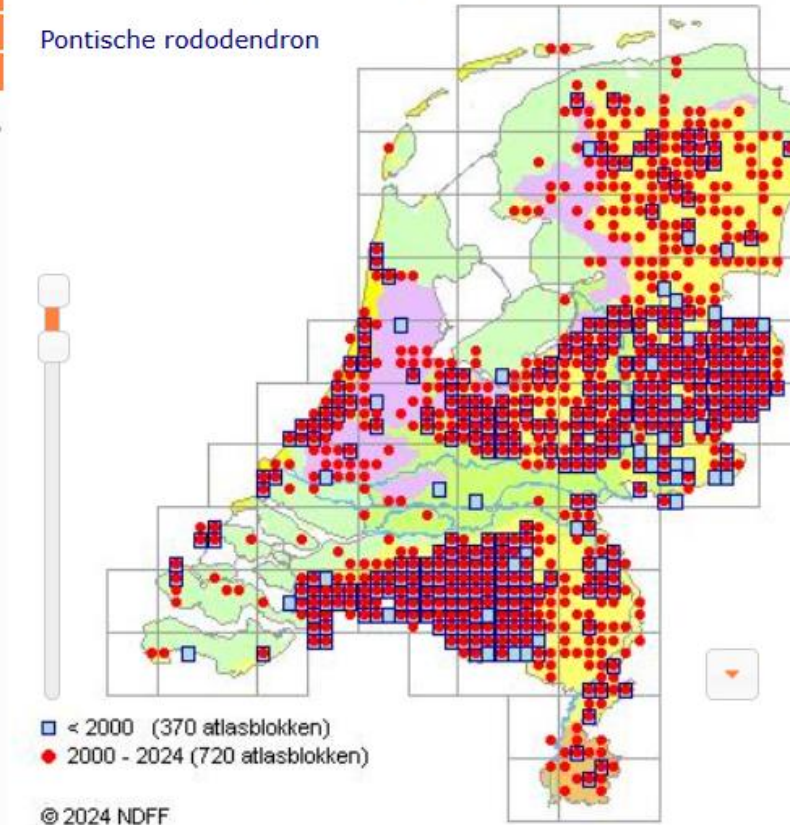 Pontische rododendron
< 2000 (370 atlasblokken)
2000 - 2024 (720 atlasblokken)
© 2024 NDFF